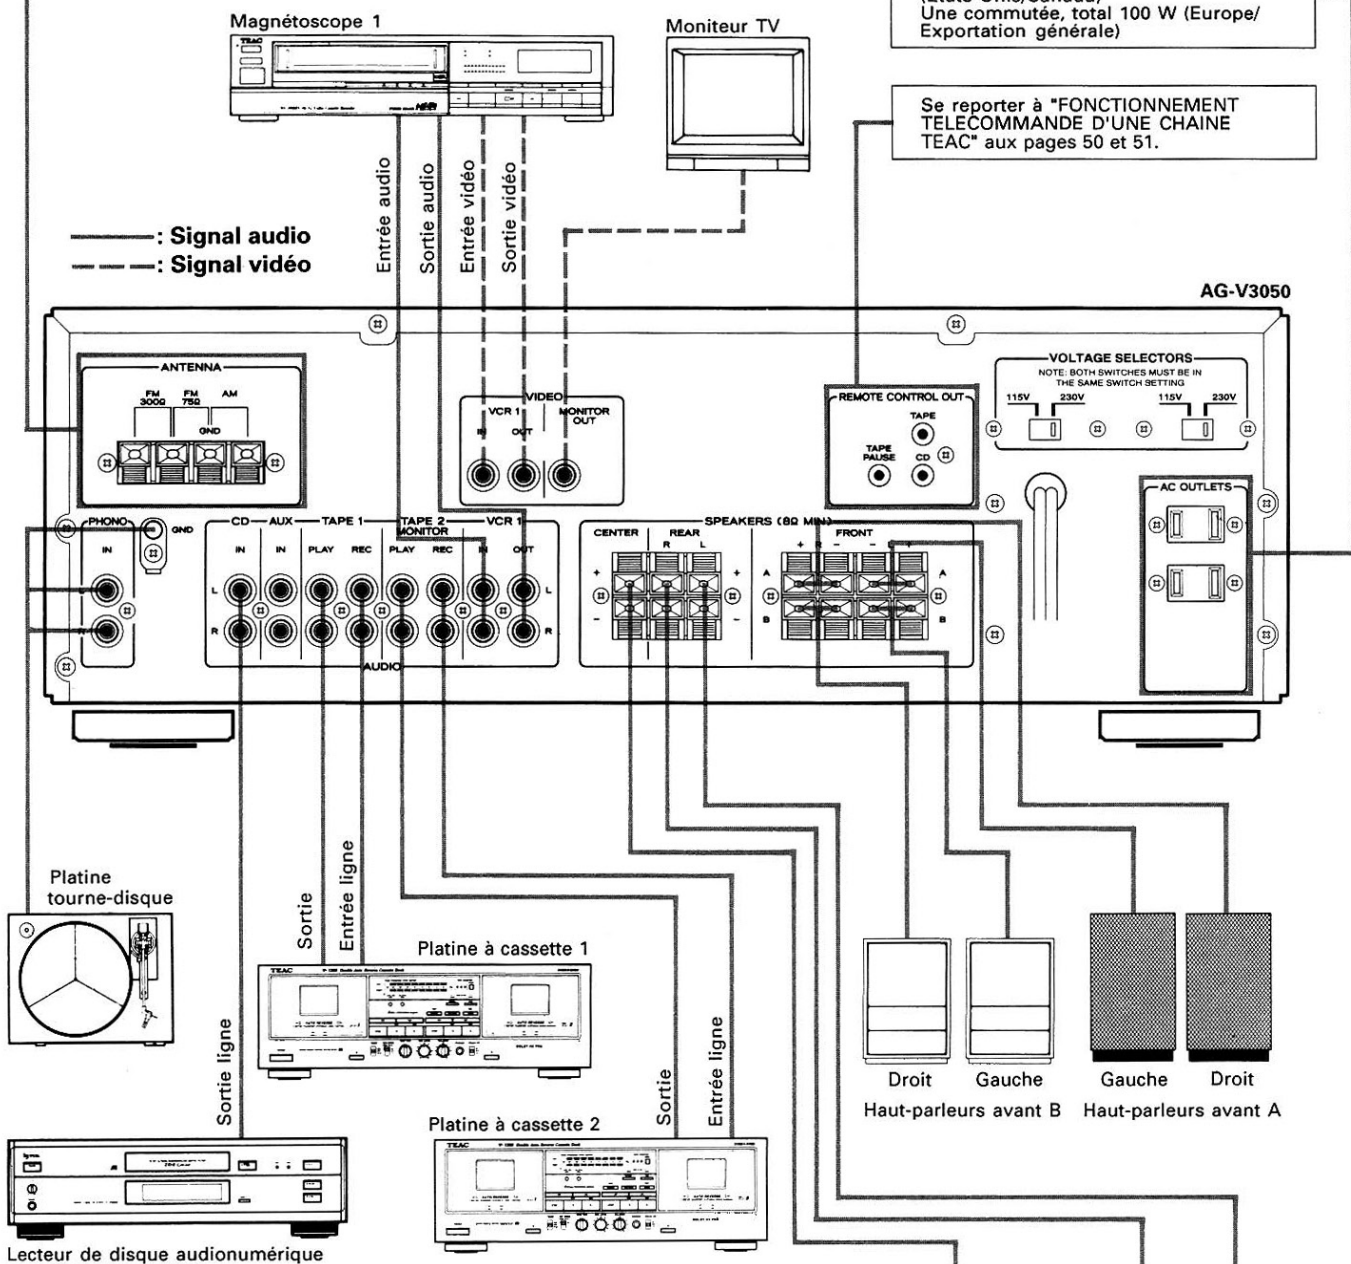 Une commutée, total 100 W (Europe/
Exportation générale)
Magnétoscope 1
Moniteur TV
TEAC
Se reporter à "FONCTIONNEMENT
TELECOMMANDE D'UNE CHAINE
TEAC" aux pages 50 et 51.
Entrée audio
Sortie audio
Entrée vidéo
Sortie vidéo
: Signal audio
: Signal vidéo
AG-V3050
ANTENNA
FM 300Ω
FM 75Ω
AM
GND
VIDEO
VCR 1
IN
OUT
MONITOR OUT
REMOTE CONTROL OUT
TAPE
TAPE PAUSE
CD
VOLTAGE SELECTORS
NOTE: BOTH SWITCHES MUST BE IN
THE SAME SWITCH SETTING
115V 230V 115V 230V
AC OUTLETS
PHONO
IN
GND
L
R
CD AUX TAPE 1 TAPE 2 MONITOR VCR 1
IN IN PLAY REC PLAY REC IN OUT
L L
R R
AUDIO
SPEAKERS (8Ω MIN)
CENTER REAR FRONT
R L + R - - L +
+ + A A
- - B B
Platine
tourne-disque
Sortie ligne
Sortie
Entrée ligne
Platine à cassette 1
TEAC
Sortie
Entrée ligne
Platine à cassette 2
TEAC
Droit Gauche Gauche Droit
Haut-parleurs avant B Haut-parleurs avant A
Lecteur de disque audionumérique